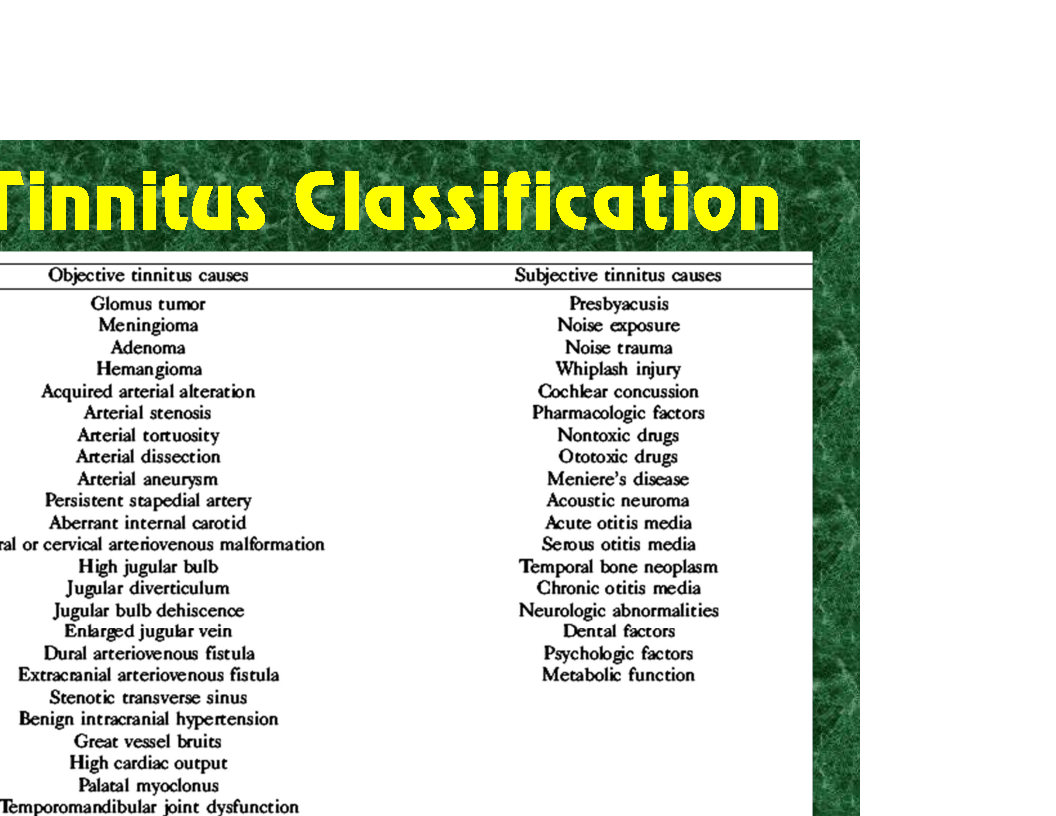 Tinnitus Classification
Objective tinnitus causes Subjective tinnitus causes
Glomus tumor Presbyacusis
Meningioma Noise exposure
Adenoma Noise trauma
Hemangioma Whiplash injury
Acquired arterial alteration Cochlear concussion
Arterial stenosis Pharmacologic factors
Arterial tortuosity Nontoxic drugs
Arterial dissection Ototoxic drugs
Arterial aneurysm Meniere's disease
Persistent stapedial artery Acoustic neuroma
Aberrant internal carotid Acute otitis media
or cervical arteriovenous malformation Serous otitis media
High jugular bulb Temporal bone neoplasm
Jugular diverticulum Chronic otitis media
Jugular bulb dehiscence Neurologic abnormalities
Enlarged jugular vein Dental factors
Dural arteriovenous fistula Psychologic factors
Extracranial arteriovenous fistula Metabolic function
Stenotic transverse sinus
Benign intracranial hypertension
Great vessel bruits
High cardiac output
Palatal myoclonus
Temporomandibular joint dysfunction